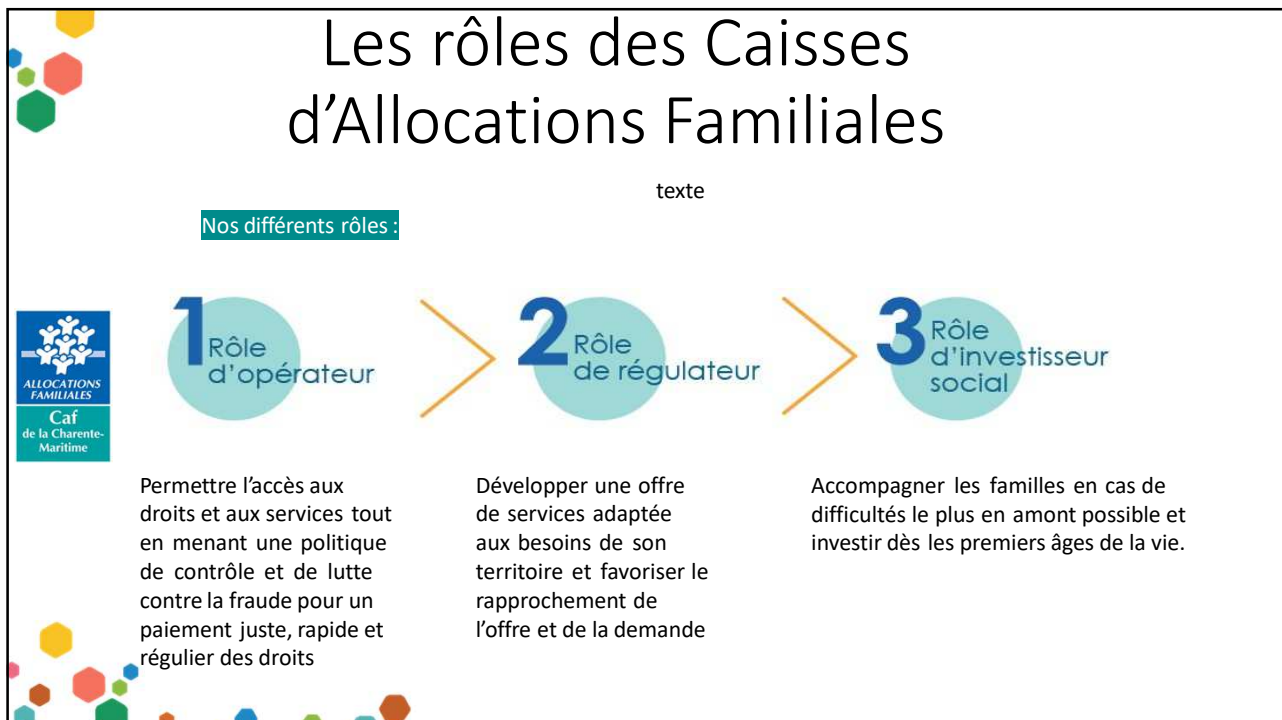 Les rôles des Caisses
d’Allocations Familiales
texte
Nos différents rôles :
1 Rôle
d’opérateur
2 Rôle
de régulateur
3 Rôle
d’investisseur
social
ALLOCATIONS
FAMILIALES
Caf
de la Charente-
Maritime
Permettre l’accès aux
droits et aux services tout
en menant une politique
de contrôle et de lutte
contre la fraude pour un
paiement juste, rapide et
régulier des droits
Développer une offre
de services adaptée
aux besoins de son
territoire et favoriser le
rapprochement de
l’offre et de la demande
Accompagner les familles en cas de
difficultés le plus en amont possible et
investir dès les premiers âges de la vie.